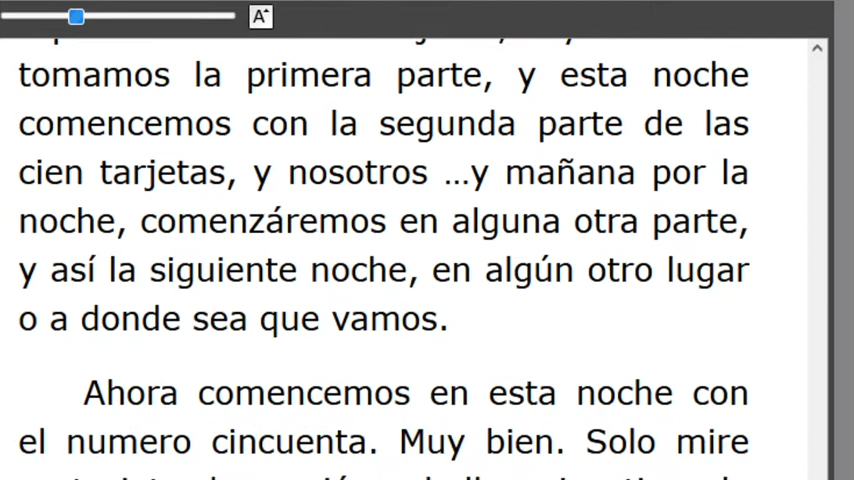 A
tomamos la primera parte, y esta noche
comencemos con la segunda parte de las
cien tarjetas, y nosotros ...y mañana por la
noche, comenzáremos en alguna otra parte,
y así la siguiente noche, en algún otro lugar
o a donde sea que vamos.
Ahora comencemos en esta noche con
el numero cincuenta. Muy bien. Solo mire